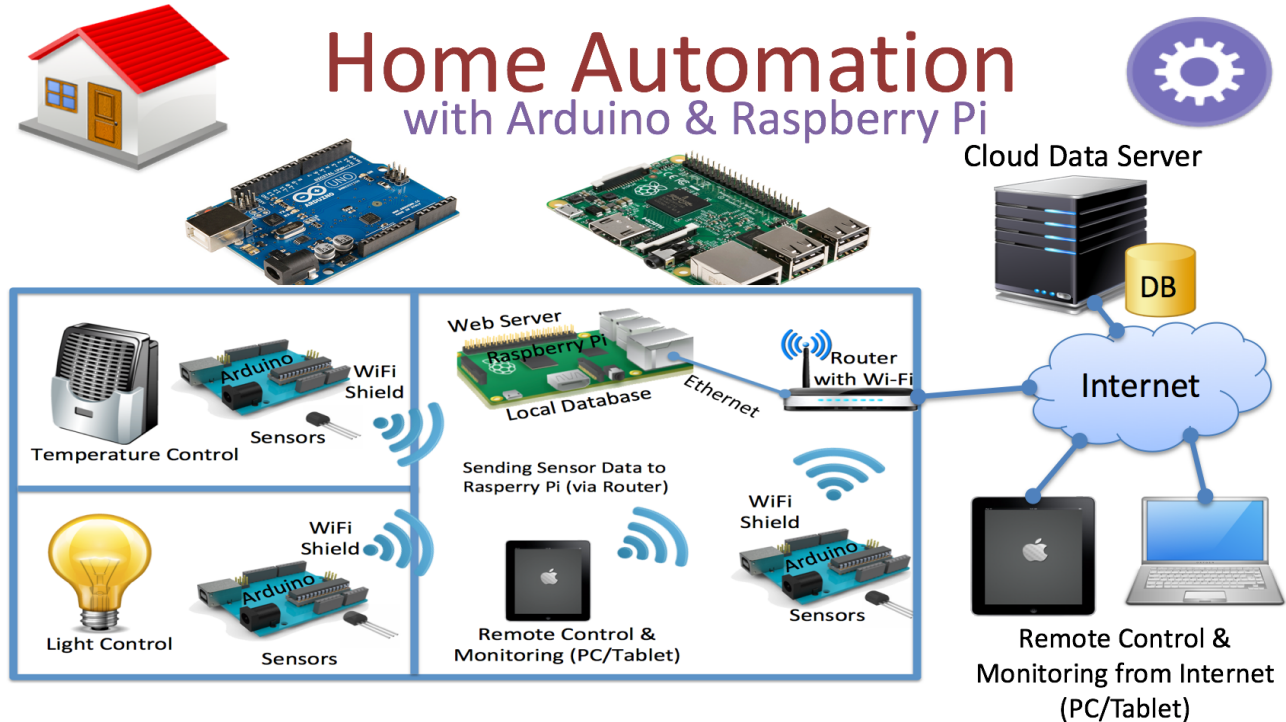 Home Automation
with Arduino & Raspberry Pi
Cloud Data Server
DB
Internet
Remote Control &
Monitoring from Internet
(PC/Tablet)
ARDUINO
UNO
Temperature Control
Arduino
WiFi
Shield
Sensors
Light Control
WiFi
Shield
Arduino
Sensors
Web Server
Raspberry Pi
Local Database
Ethernet
Router
with Wi-Fi
Sending Sensor Data to
Rasperry Pi (via Router)
Remote Control &
Monitoring (PC/Tablet)
WiFi
Shield
Arduino
Sensors